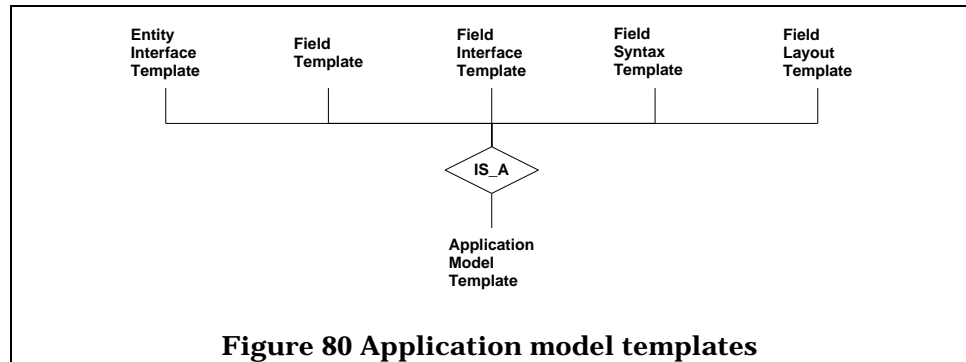 Entity
Interface
Template
Field
Template
Field
Interface
Template
Field
Syntax
Template
Field
Layout
Template
IS_A
Application
Model
Template
Figure 80 Application model templates